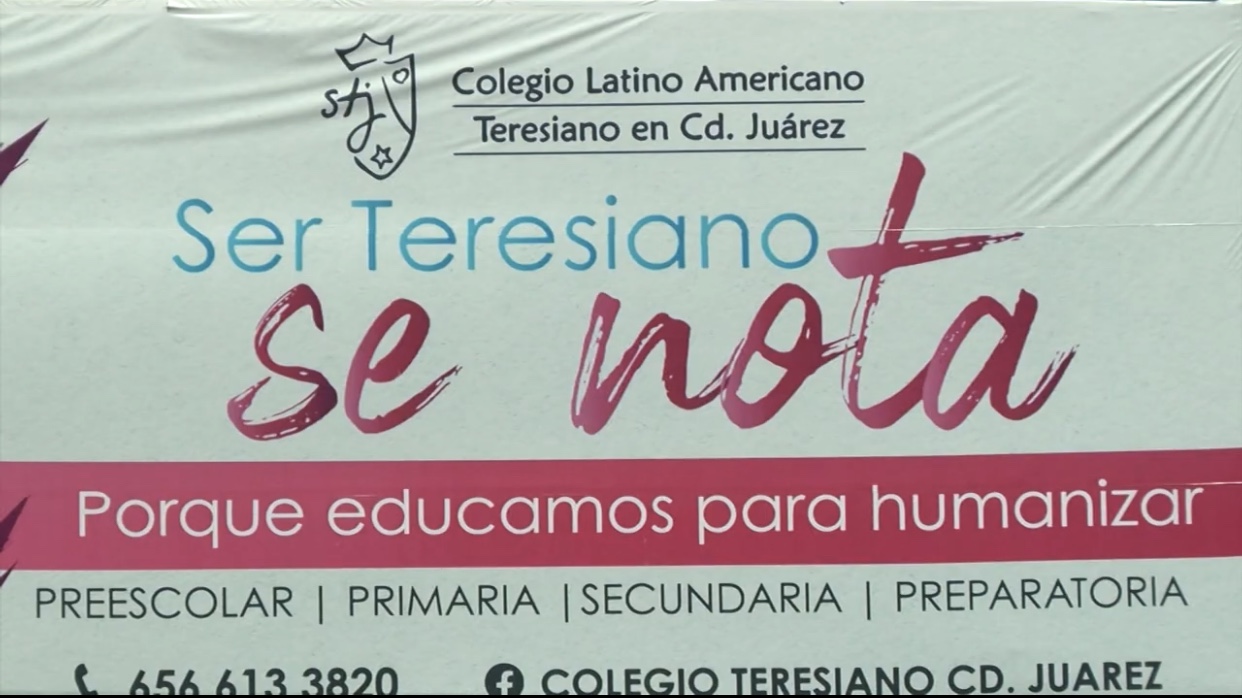 stj
Colegio Latino Americano
Teresiano en Cd. Juárez
Ser Teresiano
se nota
Porque educamos para humanizar
PREESCOLAR | PRIMARIA | SECUNDARIA | PREPARATORIA
656 613 3820 COLEGIO TERESIANO CD. JUAREZ